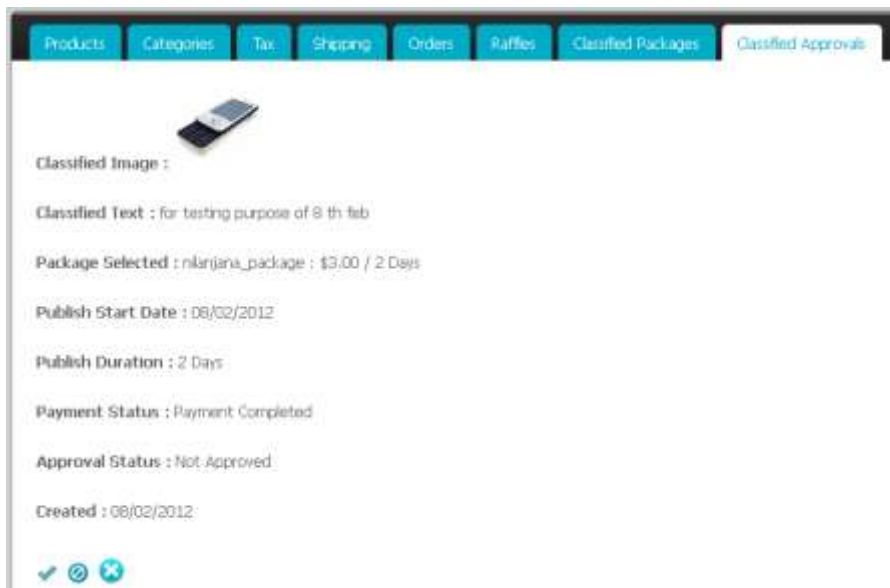 Products Categories Tax Shipping Orders Raffles Classified Packages Classified Approvals
Classified Image :
Classified Text : for testing purpose of 8 th feb
Package Selected : nilanjana_package : $3.00 / 2 Days
Publish Start Date : 08/02/2012
Publish Duration : 2 Days
Payment Status : Payment Completed
Approval Status : Not Approved
Created : 08/02/2012